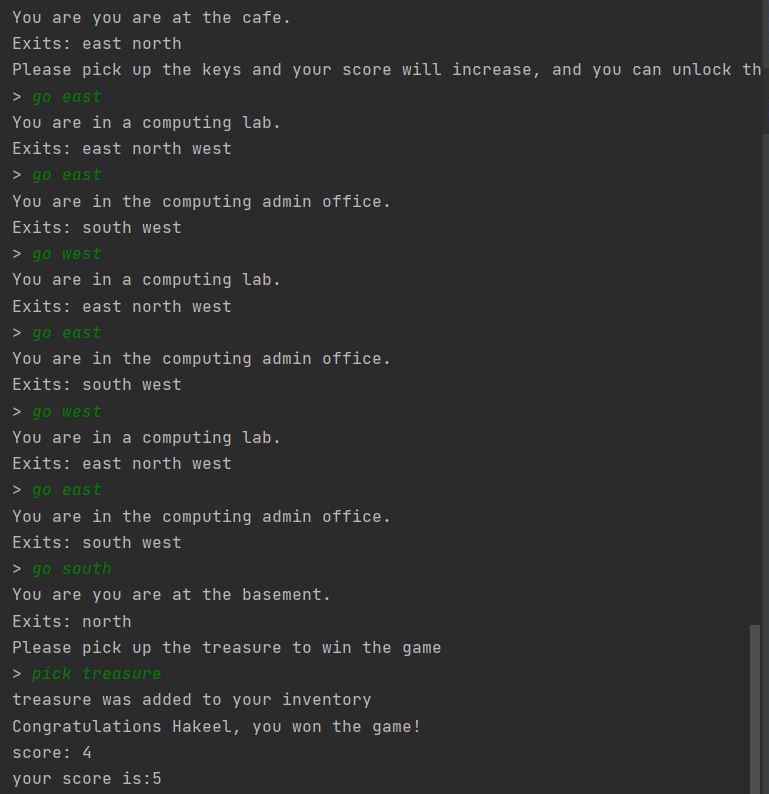 You are you are at the cafe.
Exits: east north
Please pick up the keys and your score will increase, and you can unlock th
> go east
You are in a computing lab.
Exits: east north west
> go east
You are in the computing admin office.
Exits: south west
> go west
You are in a computing lab.
Exits: east north west
> go east
You are in the computing admin office.
Exits: south west
> go west
You are in a computing lab.
Exits: east north west
> go east
You are in the computing admin office.
Exits: south west
> go south
You are you are at the basement.
Exits: north
Please pick up the treasure to win the game
> pick treasure
treasure was added to your inventory
Congratulations Hakeel, you won the game!
score: 4
your score is:5